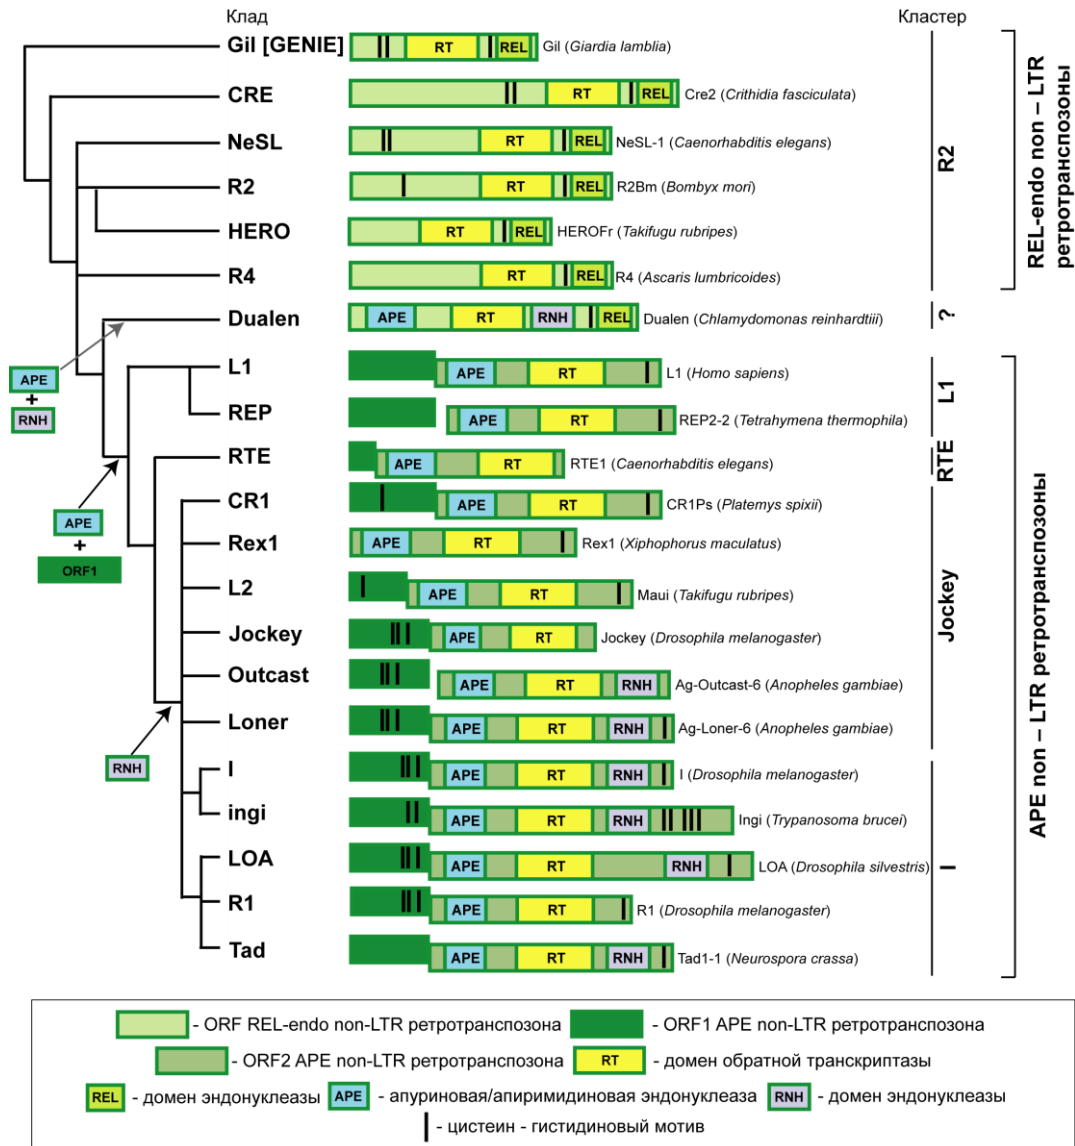 Клад
Кластер
Gil [GENIE]
RT
REL
Gil (Giardia lamblia)
CRE
RT
REL
Cre2 (Crithidia fasciculata)
NeSL
RT
REL
NeSL-1 (Caenorhabditis elegans)
R2
RT
REL
R2Bm (Bombyx mori)
HERO
RT
REL
HEROFr (Takifugu rubripes)
R4
RT
REL
R4 (Ascaris lumbricoides)
R2
REL-endo non – LTR
ретротранспозоны
Dualen
APE
RT
RNH
REL
Dualen (Chlamydomonas reinhardtiii)
?
APE
+
RNH
L1
APE
RT
L1 (Homo sapiens)
REP
APE
RT
REP2-2 (Tetrahymena thermophila)
L1
RTE
APE
RT
RTE1 (Caenorhabditis elegans)
RTE
CR1
APE
RT
CR1Ps (Platemys spixii)
APE
+
ORF1
Rex1
APE
RT
Rex1 (Xiphophorus maculatus)
L2
APE
RT
Maui (Takifugu rubripes)
Jockey
APE
RT
Jockey (Drosophila melanogaster)
Outcast
APE
RT
RNH
Ag-Outcast-6 (Anopheles gambiae)
Loner
APE
RT
RNH
Ag-Loner-6 (Anopheles gambiae)
Jockey
RNH
I
APE
RT
RNH
I (Drosophila melanogaster)
ingi
APE
RT
RNH
Ingi (Trypanosoma brucei)
LOA
APE
RT
RNH
LOA (Drosophila silvestris)
R1
APE
RT
R1 (Drosophila melanogaster)
Tad
APE
RT
RNH
Tad1-1 (Neurospora crassa)
I
APE non – LTR ретротранспозоны
- ORF REL-endo non-LTR ретротранспозона
- ORF1 APE non-LTR ретротранспозона
- ORF2 APE non-LTR ретротранспозона
RT - домен обратной транскриптазы
REL - домен эндонуклеазы
APE - апуриновая/апиримидиновая эндонуклеаза
RNH - домен эндонуклеазы
- цистеин - гистидиновый мотив